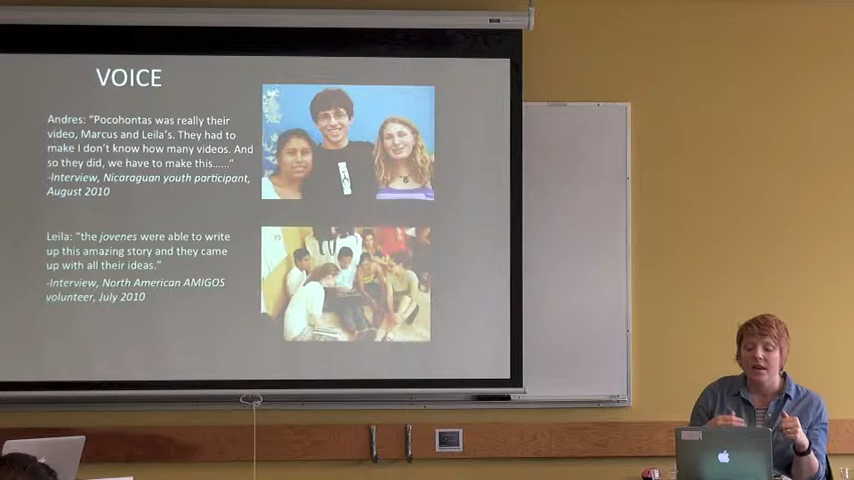 VOICE
Andres: "Pocohontas was really their
video, Marcus and Leila's. They had to
make I don't know how many videos. And
so they did, we have to make this......"
-Interview, Nicaraguan youth participant,
August 2010
Leila: "the jovenes were able to write
up this amazing story and they came
up with all their ideas."
-Interview, North American AMIGOS
volunteer, July 2010